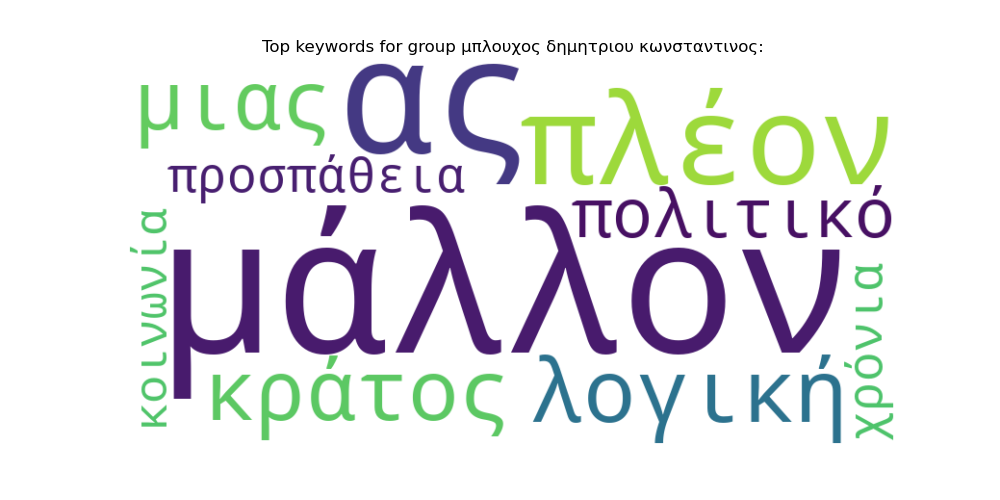 Top keywords for group μπλουχος δημητριου κωνσταντινος:
μιας ας πλέον
προσπάθεια
πολιτικό
κοινωνία μάλλον χρόνια
κράτος λογική